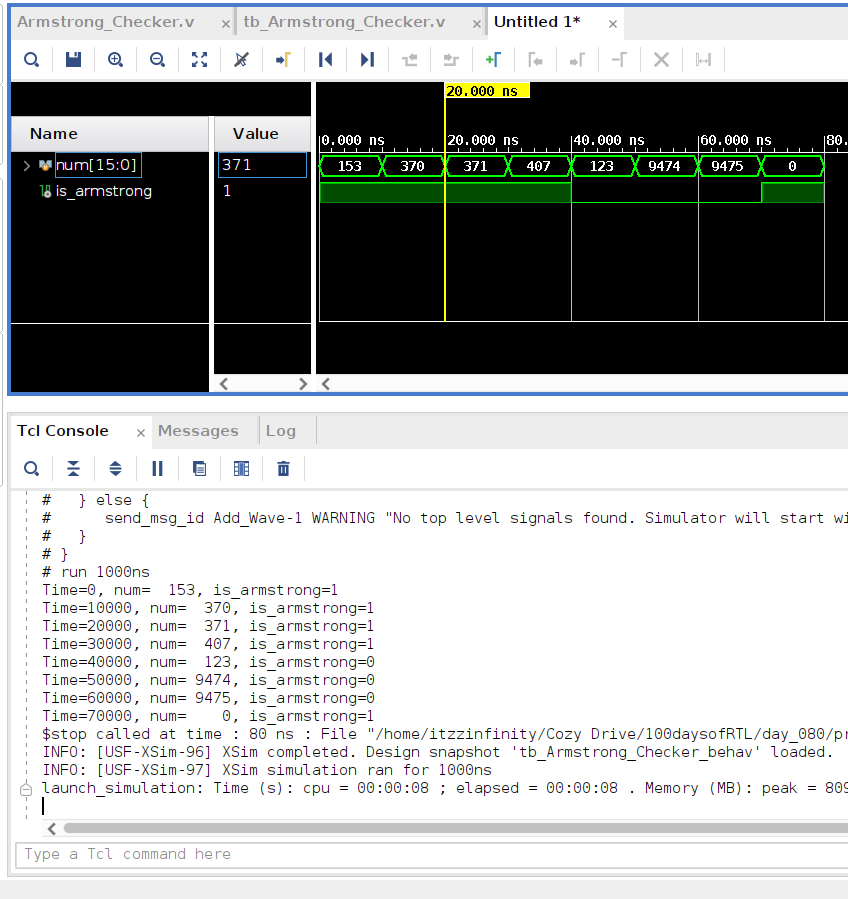 Armstrong_Checker.v × tb_Armstrong_Checker.v × Untitled 1* ×
20.000 ns
Name Value
0.000 ns 20.000 ns 40.000 ns 60.000 ns 80.
num[15:0] 371 153 370 371 407 123 9474 9475 0
is_armstrong 1
Tcl Console × Messages Log
#   } else {
#      send_msg_id Add_Wave-1 WARNING "No top level signals found. Simulator will start wi
#   }
# }
# run 1000ns
Time=0, num=  153, is_armstrong=1
Time=10000, num=  370, is_armstrong=1
Time=20000, num=  371, is_armstrong=1
Time=30000, num=  407, is_armstrong=1
Time=40000, num=  123, is_armstrong=0
Time=50000, num= 9474, is_armstrong=0
Time=60000, num= 9475, is_armstrong=0
Time=70000, num=    0, is_armstrong=1
$stop called at time : 80 ns : File "/home/itzzinfinity/Cozy Drive/100daysofRTL/day_080/pr
INFO: [USF-XSim-96] XSim completed. Design snapshot 'tb_Armstrong_Checker_behav' loaded.
INFO: [USF-XSim-97] XSim simulation ran for 1000ns
launch_simulation: Time (s): cpu = 00:00:08 ; elapsed = 00:00:08 . Memory (MB): peak = 809
Type a Tcl command here